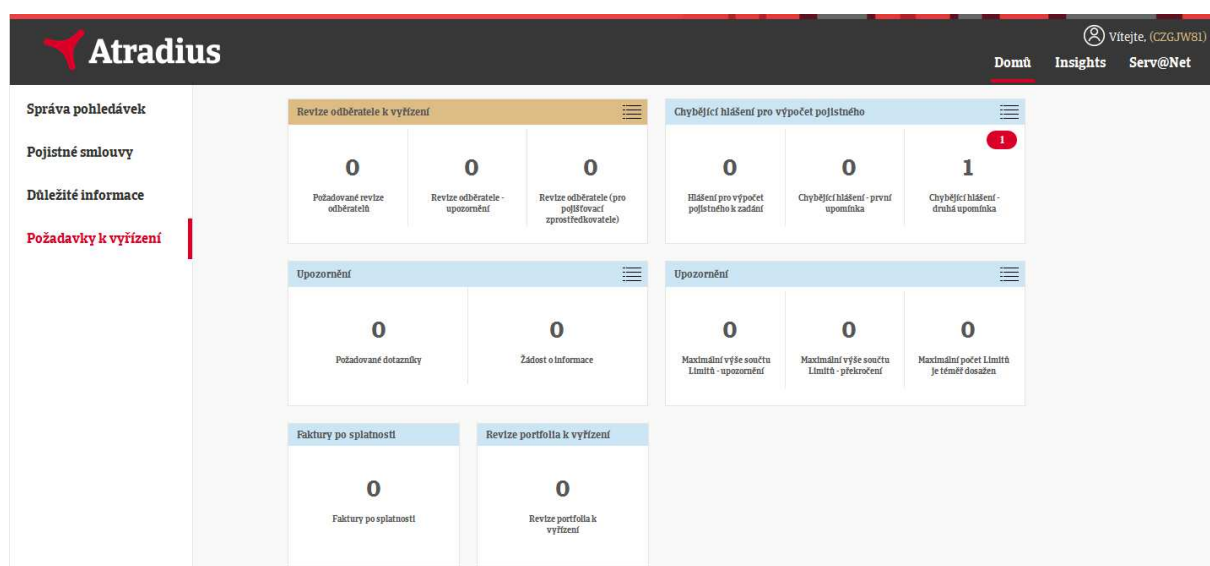 Atradius
Vítejte, (CZGJW81)
Domů Insights Serv@Net
Správa pohledávek
Pojistné smlouvy
Důležité informace
Požadavky k vyřízení
Revize odběratele k vyřízení
0 0 0
Požadované revize
odběratelů
Revize odběratele -
upozornění
Revize odběratele (pro
pojišťovací
zprostředkovatele)
Chybějící hlášení pro výpočet pojistného
1
0 0 1
Hlášení pro výpočet
pojistného k zadání
Chybějící hlášení - první
upomínka
Chybějící hlášení -
druhá upomínka
Upozornění
0 0
Požadované dotazníky
Žádost o informace
Upozornění
0 0 0
Maximální výše součtu
Limitů - upozornění
Maximální výše součtu
Limitů - překročení
Maximální počet Limitů
je téměř dosažen
Faktury po splatnosti
0
Faktury po splatnosti
Revize portfolia k vyřízení
0
Revize portfolia k
vyřízení